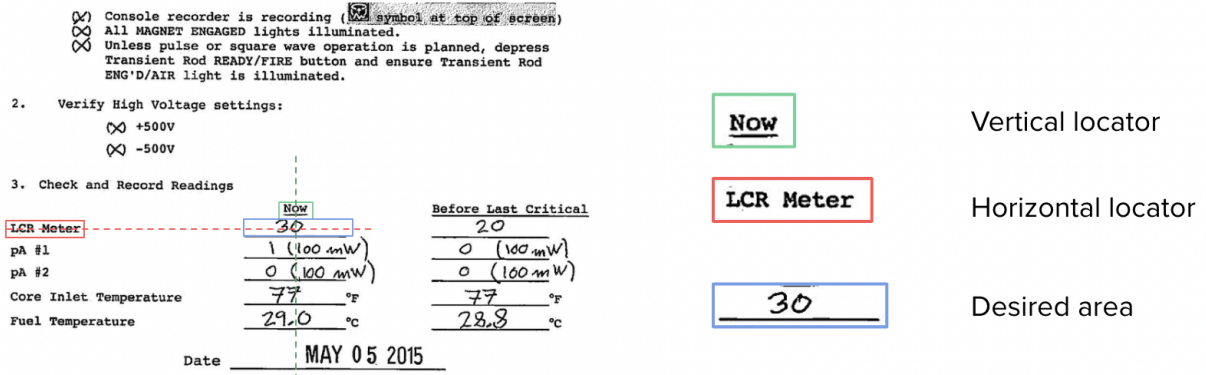 (X) Console recorder is recording ( symbol at top of screen)
(X) All MAGNET ENGAGED lights illuminated.
(X) Unless pulse or square wave operation is planned, depress
Transient Rod READY/FIRE button and ensure Transient Rod
ENG'D/AIR light is illuminated.
2. Verify High Voltage settings:
(X) +500V
(X) -500V
3. Check and Record Readings
Now Before Last Critical
LCR Meter 30 20
pA #1 1 (100 mW) 0 (100 mW)
pA #2 0 (100 mW) 0 (100 mW)
Core Inlet Temperature 77 °F 77 °F
Fuel Temperature 29.0 °C 28.8 °C
Date MAY 05 2015
Now Vertical locator
LCR Meter Horizontal locator
30 Desired area